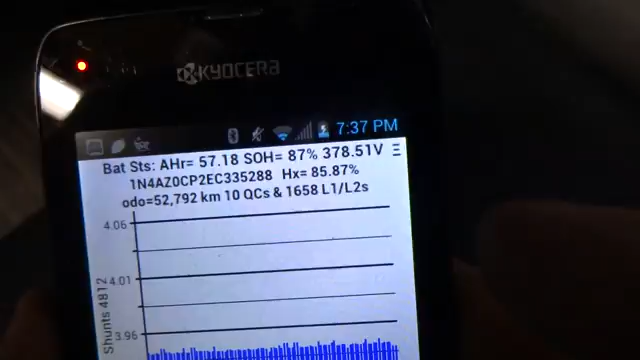 KYOCERA
7:37 PM
Bat Sts: AHr= 57.18 SOH= 87% 378.51V
1N4AZ0CP2EC335288 Hx= 85.87%
odo=52,792 km 10 QCs & 1658 L1/L2s
4.06
4.01
3.96
Shunts 4812